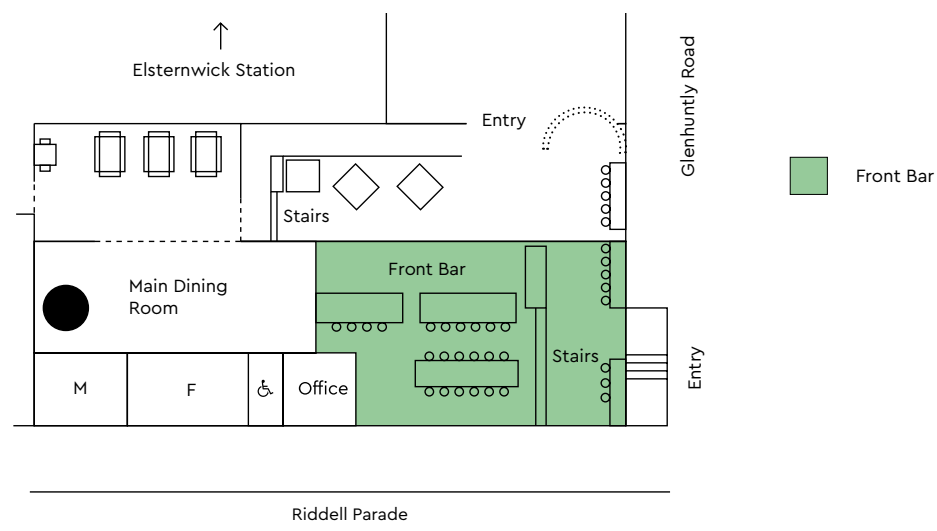 Elsternwick Station
Entry
Glenhuntly Road
Front Bar
Stairs
Front Bar
Main Dining
Room
Stairs
Entry
M
F
Office
Riddell Parade